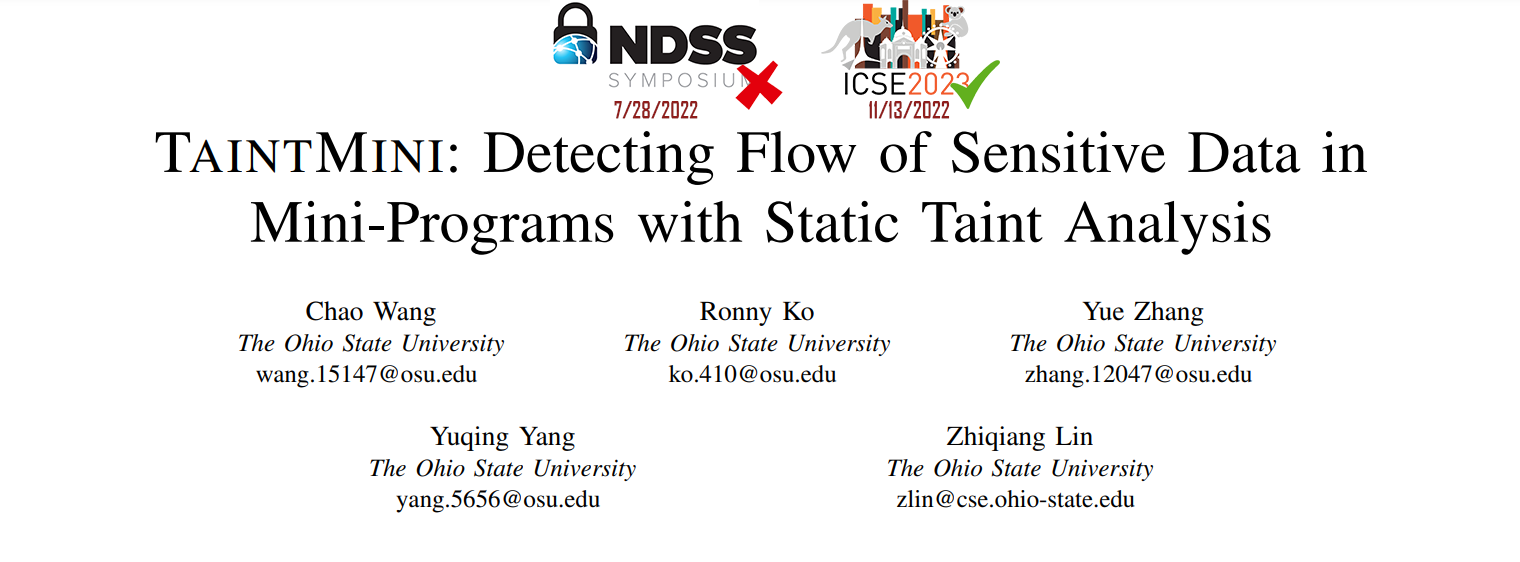 NDSS
SYMPOSIUM
7/28/2022
ICSE2023
11/13/2022
TAINTMINI: Detecting Flow of Sensitive Data in
Mini-Programs with Static Taint Analysis
Chao Wang
The Ohio State University
wang.15147@osu.edu
Ronny Ko
The Ohio State University
ko.410@osu.edu
Yue Zhang
The Ohio State University
zhang.12047@osu.edu
Yuqing Yang
The Ohio State University
yang.5656@osu.edu
Zhiqiang Lin
The Ohio State University
zlin@cse.ohio-state.edu